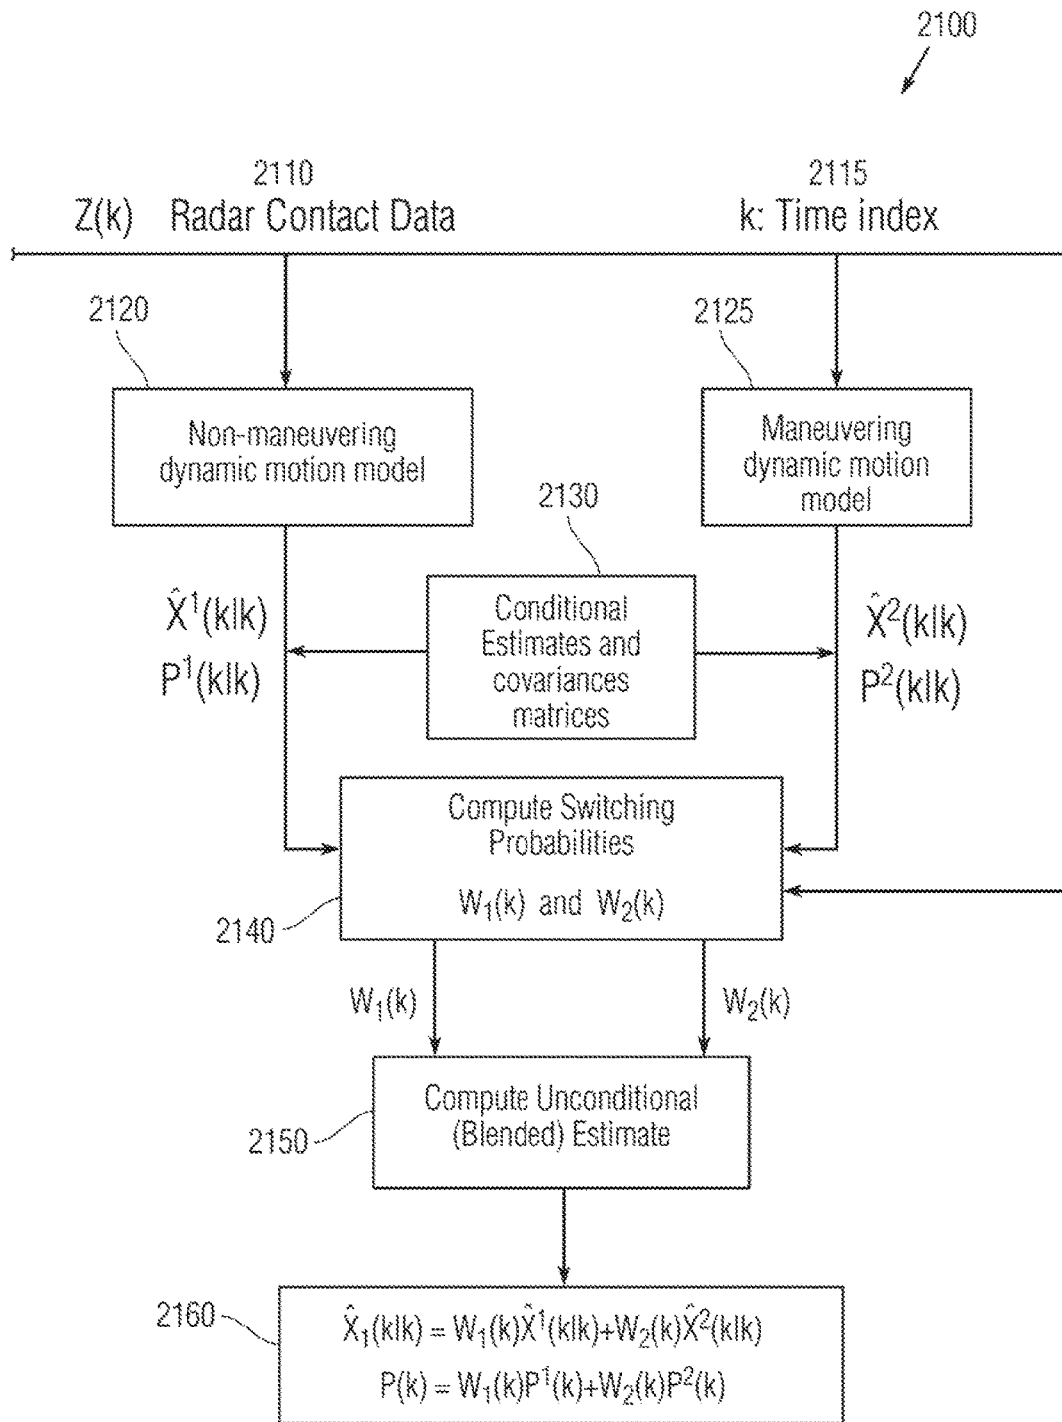 2100
2110
2115
Z(k) Radar Contact Data
k: Time index
2120
2125
Non-maneuvering
dynamic motion model
Maneuvering
dynamic motion
model
2130
X̂¹(k|k)
P¹(k|k)
Conditional
Estimates and
covariances
matrices
X̂²(k|k)
P²(k|k)
Compute Switching
Probabilities
W₁(k) and W₂(k)
2140
W₁(k)
W₂(k)
Compute Unconditional
(Blended) Estimate
2150
2160
X̂₁(k|k) = W₁(k)X̂¹(k|k)+W₂(k)X̂²(k|k)
P(k) = W₁(k)P¹(k)+W₂(k)P²(k)